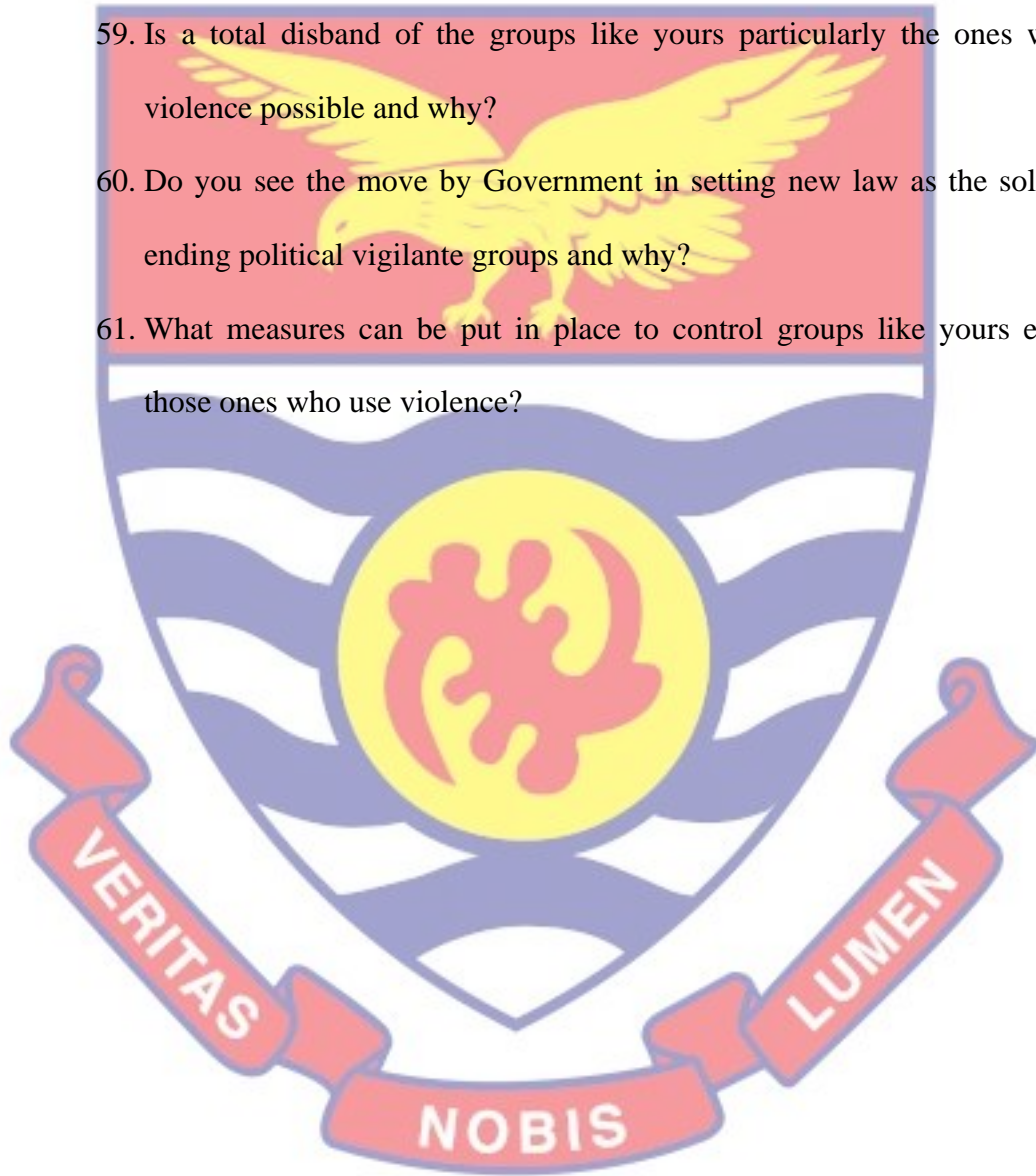 59. Is a total disband of the groups like yours particularly the ones
violence possible and why?
60. Do you see the move by Government in setting new law as the
ending political vigilante groups and why?
61. What measures can be put in place to control groups like yours
those ones who use violence?
VERITAS
NOBIS
LUMEN